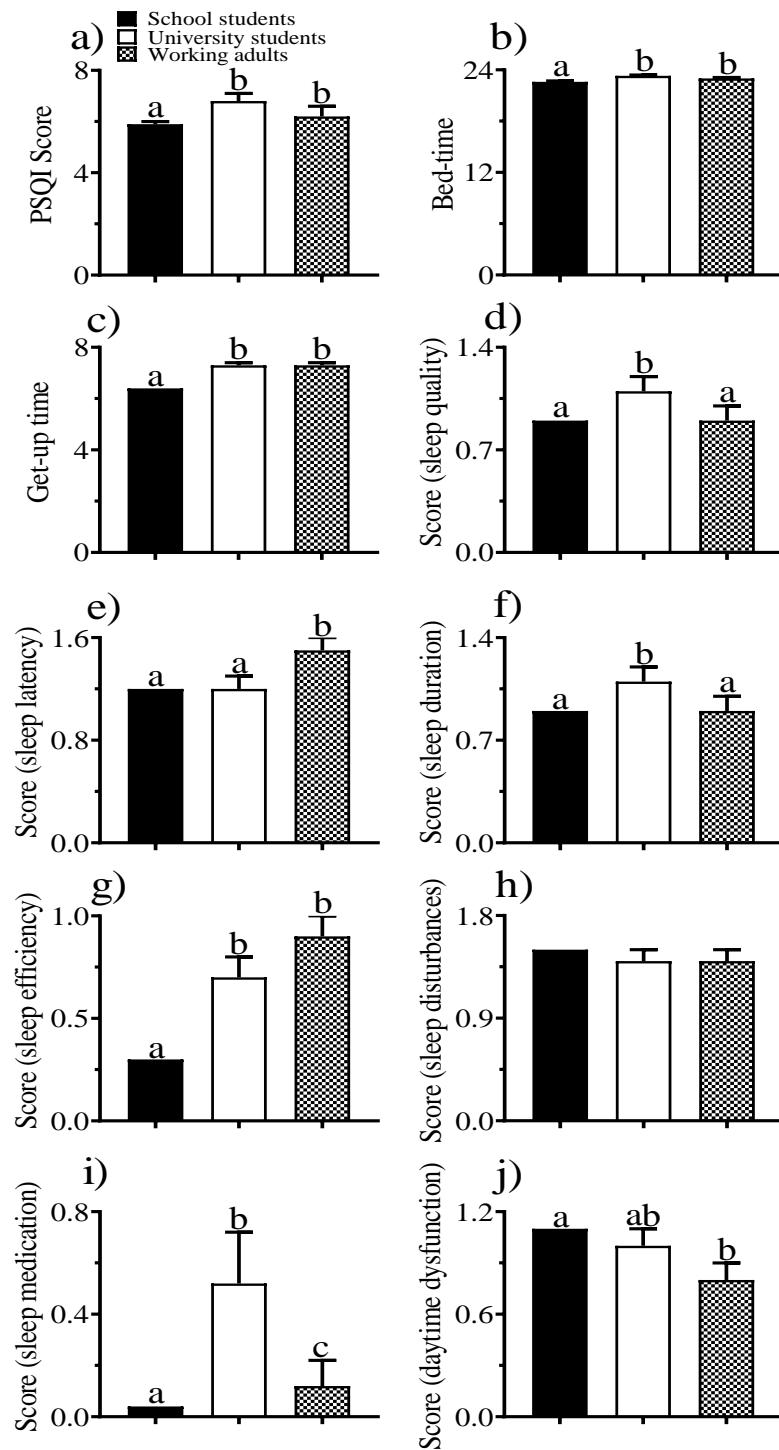 School students
University students
Working adults
a)
PSQI Score
8
4
0
a
b
b
b)
Bed-time
24
12
0
a
b
b
c)
Get-up time
8
4
0
a
b
b
d)
Score (sleep quality)
1.4
0.7
0.0
a
b
a
e)
Score (sleep latency)
1.6
0.8
0.0
a
a
b
f)
Score (sleep duration)
1.4
0.7
0.0
a
b
a
g)
Score (sleep efficiency)
1.0
0.5
0.0
a
b
b
h)
Score (sleep disturbances)
1.8
0.9
0.0
i)
Score (sleep medication)
0.8
0.4
0.0
a
b
c
j)
Score (daytime dysfunction)
1.2
0.6
0.0
a
ab
b